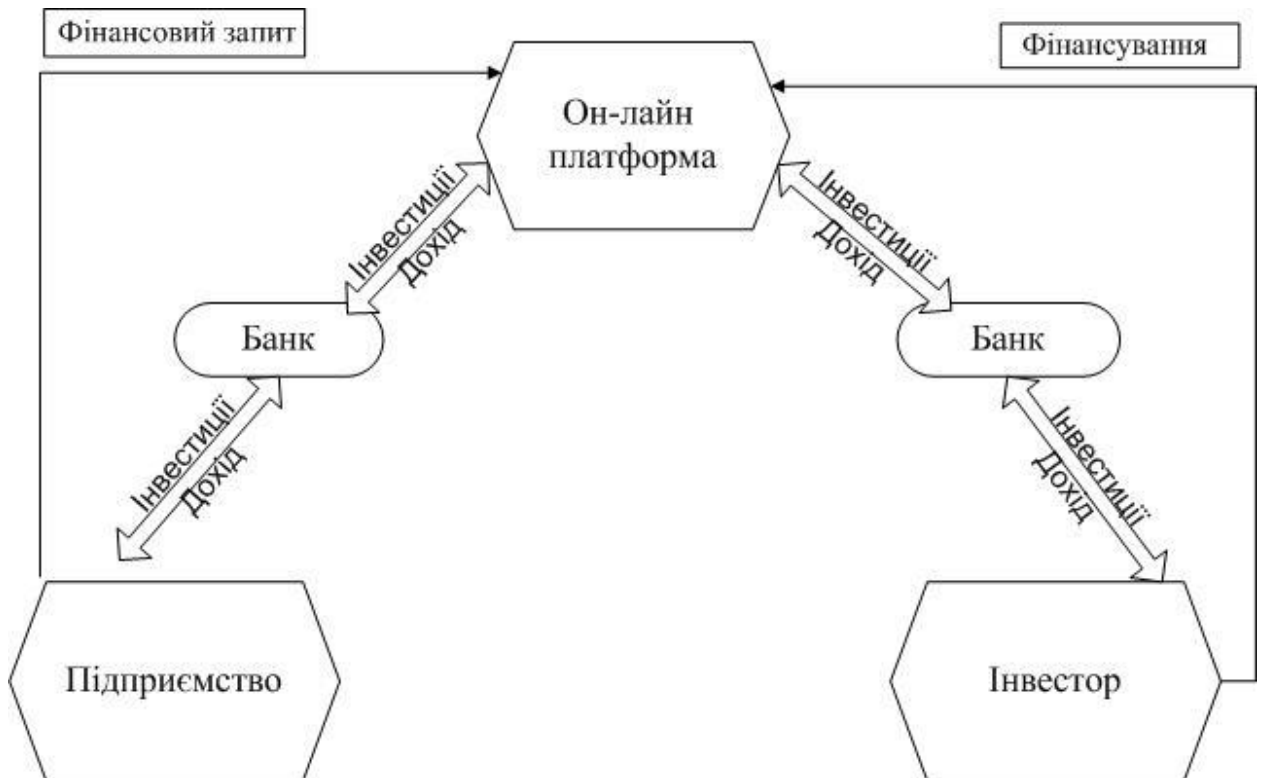 Фінансовий запит
Фінансування
Он-лайн
платформа
Інвестиції
Дохід
Інвестиції
Дохід
Банк
Банк
Інвестиції
Дохід
Інвестиції
Дохід
Підприємство
Інвестор